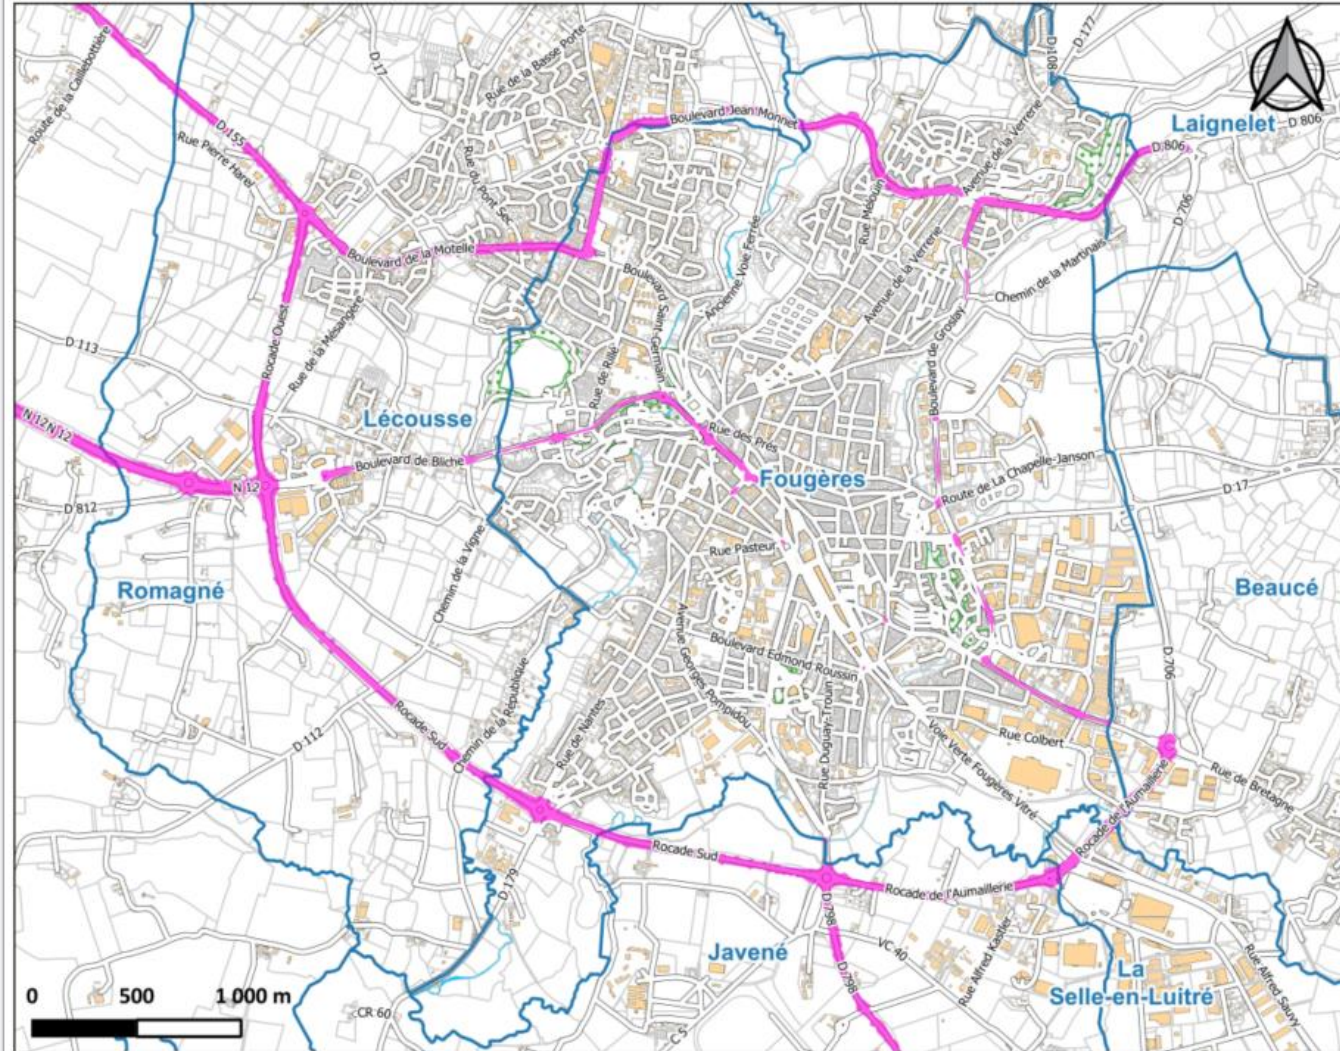 Route de la Caillebottière
D 17
Rue de la Basse Porte
D 108
D 177
Boulevard Jean Monnet
Laignelet
D 806
D 155
Rue Pierre Harel
Rue du Pont Sec
Avenue de la Verrerie
D 806
Rue Mélouin
D 706
Boulevard de la Motelle
Boulevard Saint-Germain
Ancienne Voie Ferrée
Avenue de la Verrerie
Chemin de la Martinais
Rocade Ouest
Rue de la Mésangère
D 113
Rue de Rillé
Boulevard de Groslay
Lécousse
N 12
N 12
Rue des Prés
Boulevard de Bliche
Route de La Chapelle-Janson
Fougères
N 12
D 17
D 812
Chemin de la Vigne
Rue Pasteur
Romagné
Beaucé
Avenue Georges Pompidou
Boulevard Edmond Roussin
D 706
Chemin de la République
Rue de Nantes
Rue Duguay-Trouin
Rocade Sud
D 112
Voie Verte Fougères Vitré
Rue Colbert
Rue de Bretagne
Rocade de l'Aumaillerie
Rocade Sud
Rocade de l'Aumaillerie
D 179
D 798
VC 40
Rue Alfred Kastler
Javené
La
Selle-en-Luitré
Rue Alfred Sauvy
D 798
0 500 1 000 m
CR 60
C 5